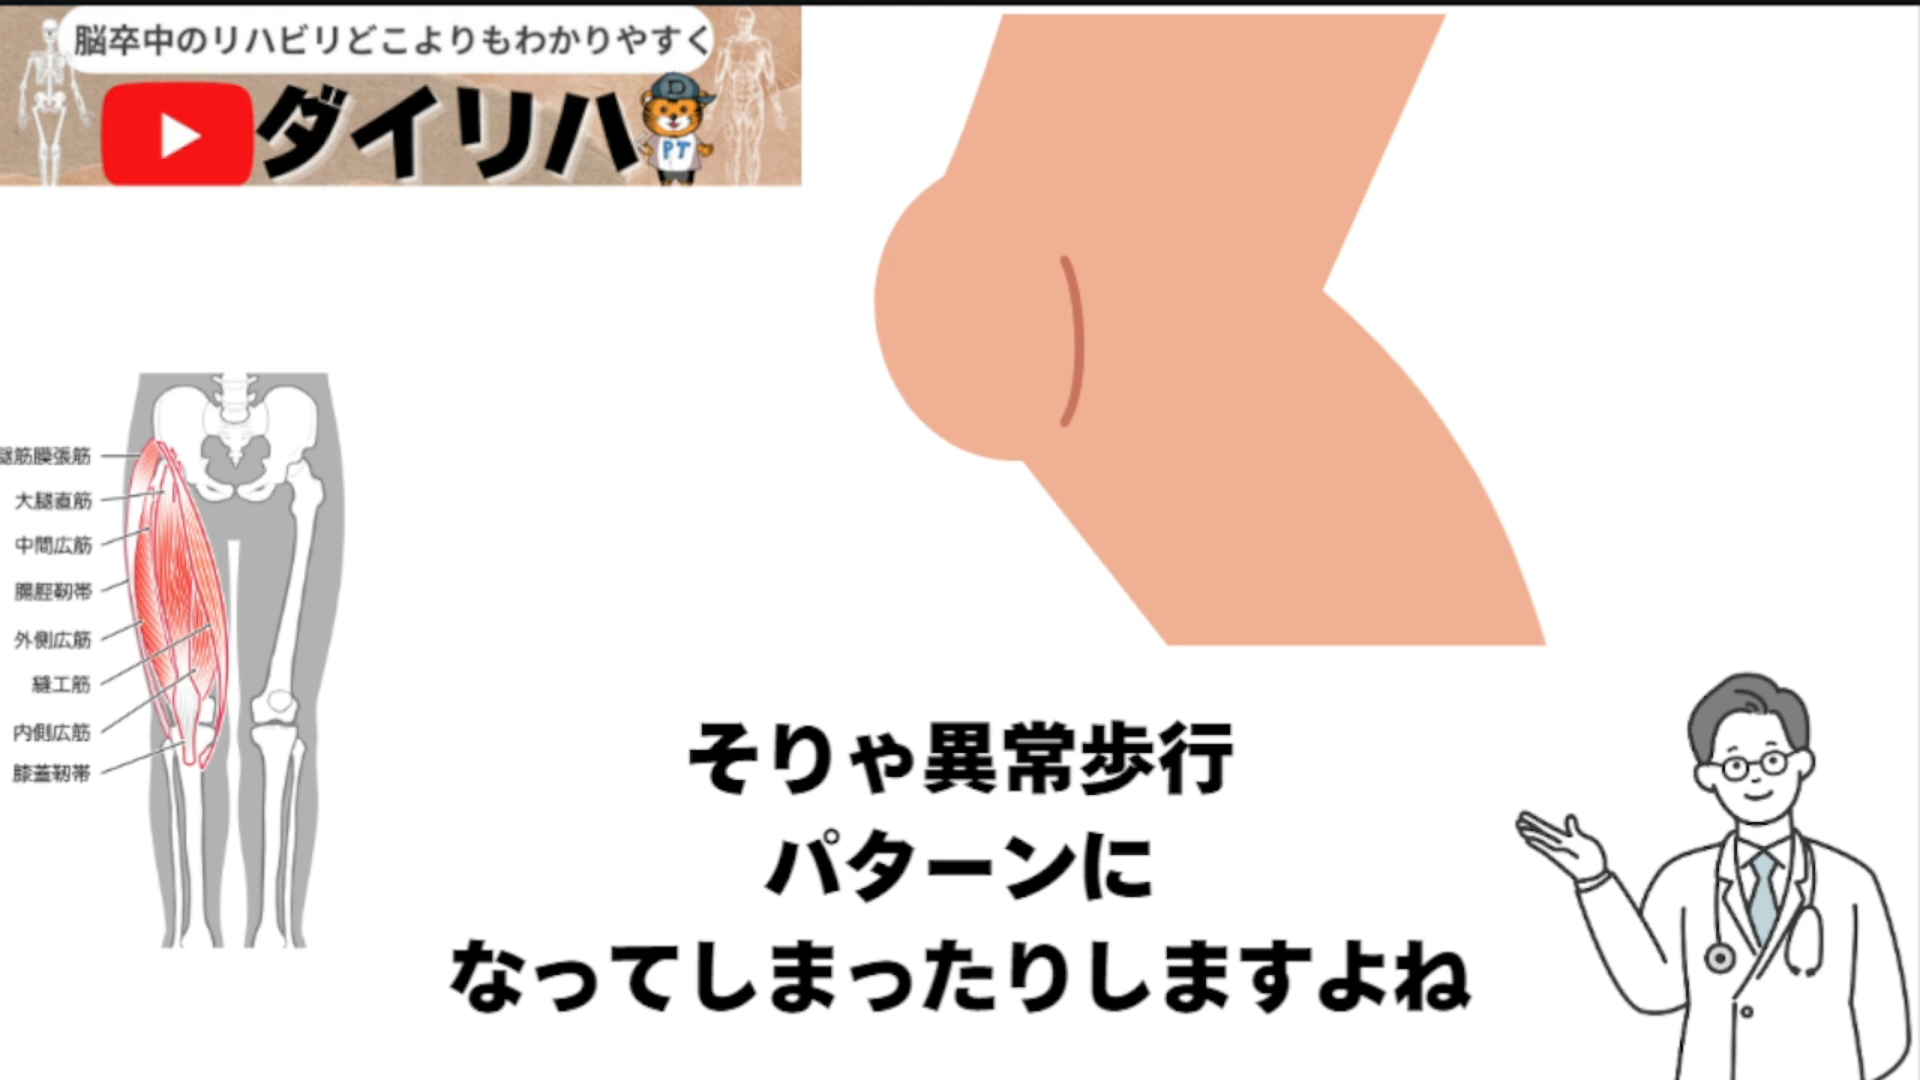 脳卒中のリハビリどこよりもわかりやすく
ダイリハ
D
PT
腿筋膜張筋
大腿直筋
中間広筋
腸脛靭帯
外側広筋
縫工筋
内側広筋
膝蓋靭帯
そりゃ異常歩行
パターンに
なってしまったりしますよね